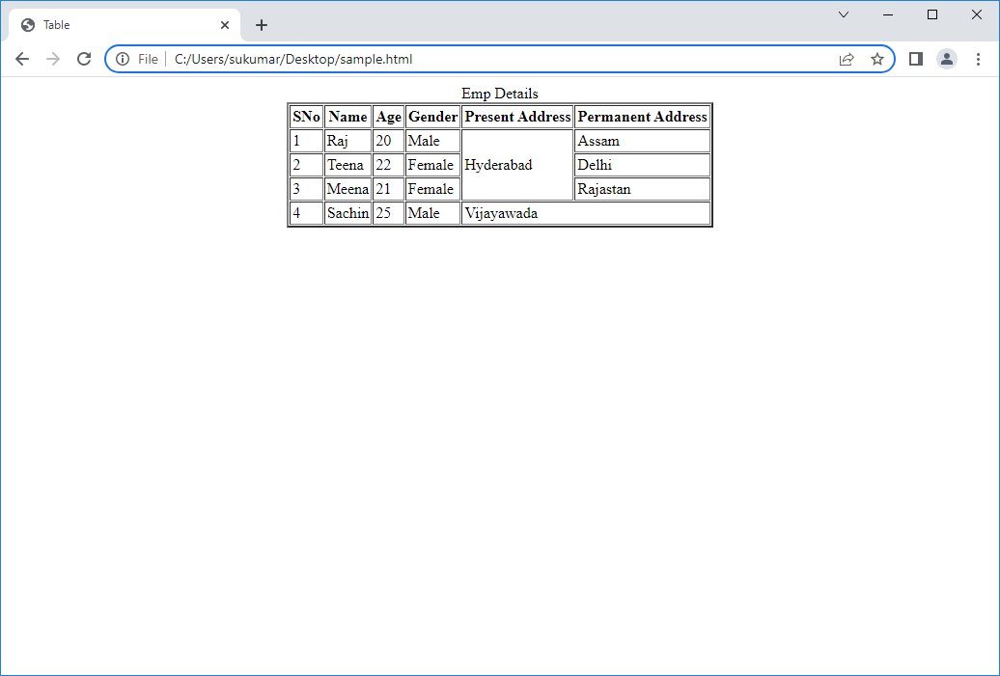 Table
File C:/Users/sukumar/Desktop/sample.html
Emp Details
SNo Name Age Gender Present Address Permanent Address
1 Raj 20 Male Hyderabad Assam
2 Teena 22 Female Delhi
3 Meena 21 Female Rajastan
4 Sachin 25 Male Vijayawada